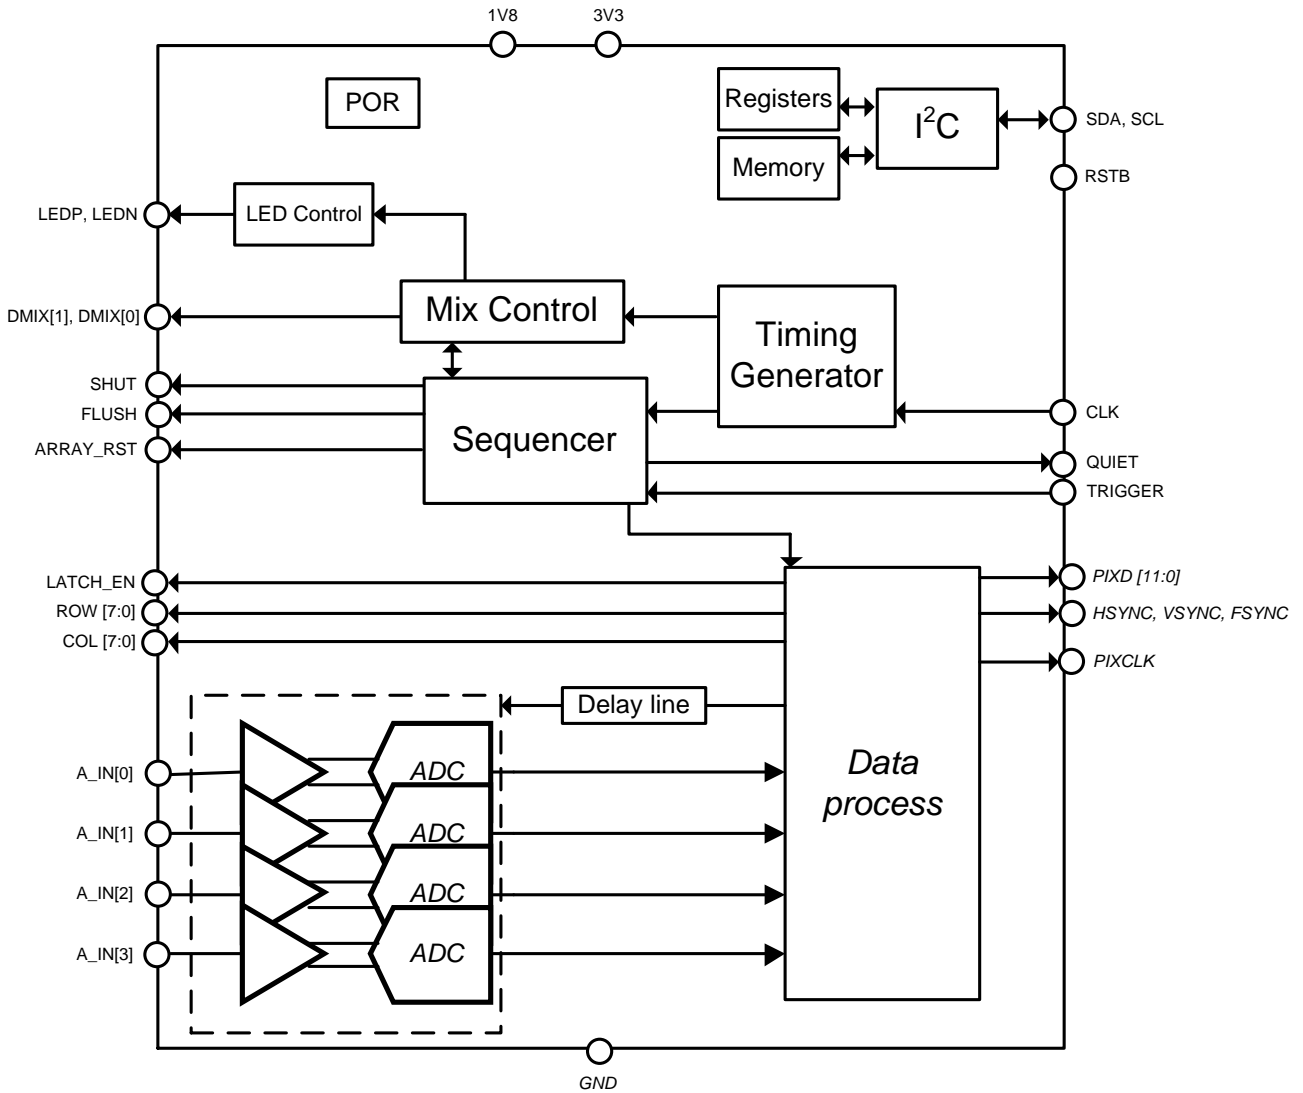 1V8
3V3
POR
Registers
I²C
SDA, SCL
Memory
RSTB
LEDP, LEDN
LED Control
DMIX[1], DMIX[0]
Mix Control
Timing
Generator
SHUT
FLUSH
ARRAY_RST
Sequencer
CLK
QUIET
TRIGGER
LATCH_EN
ROW [7:0]
COL [7:0]
PIXD [11:0]
HSYNC, VSYNC, FSYNC
PIXCLK
Delay line
Data
process
A_IN[0]
ADC
A_IN[1]
ADC
A_IN[2]
ADC
A_IN[3]
ADC
GND